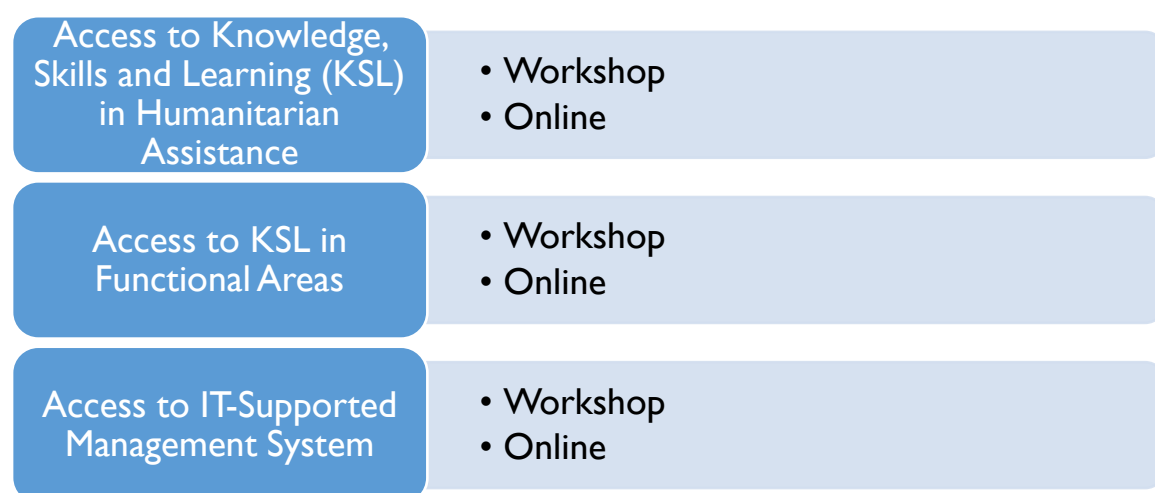 Access to Knowledge,
Skills and Learning (KSL)
in Humanitarian
Assistance
• Workshop
• Online
Access to KSL in
Functional Areas
• Workshop
• Online
Access to IT-Supported
Management System
• Workshop
• Online